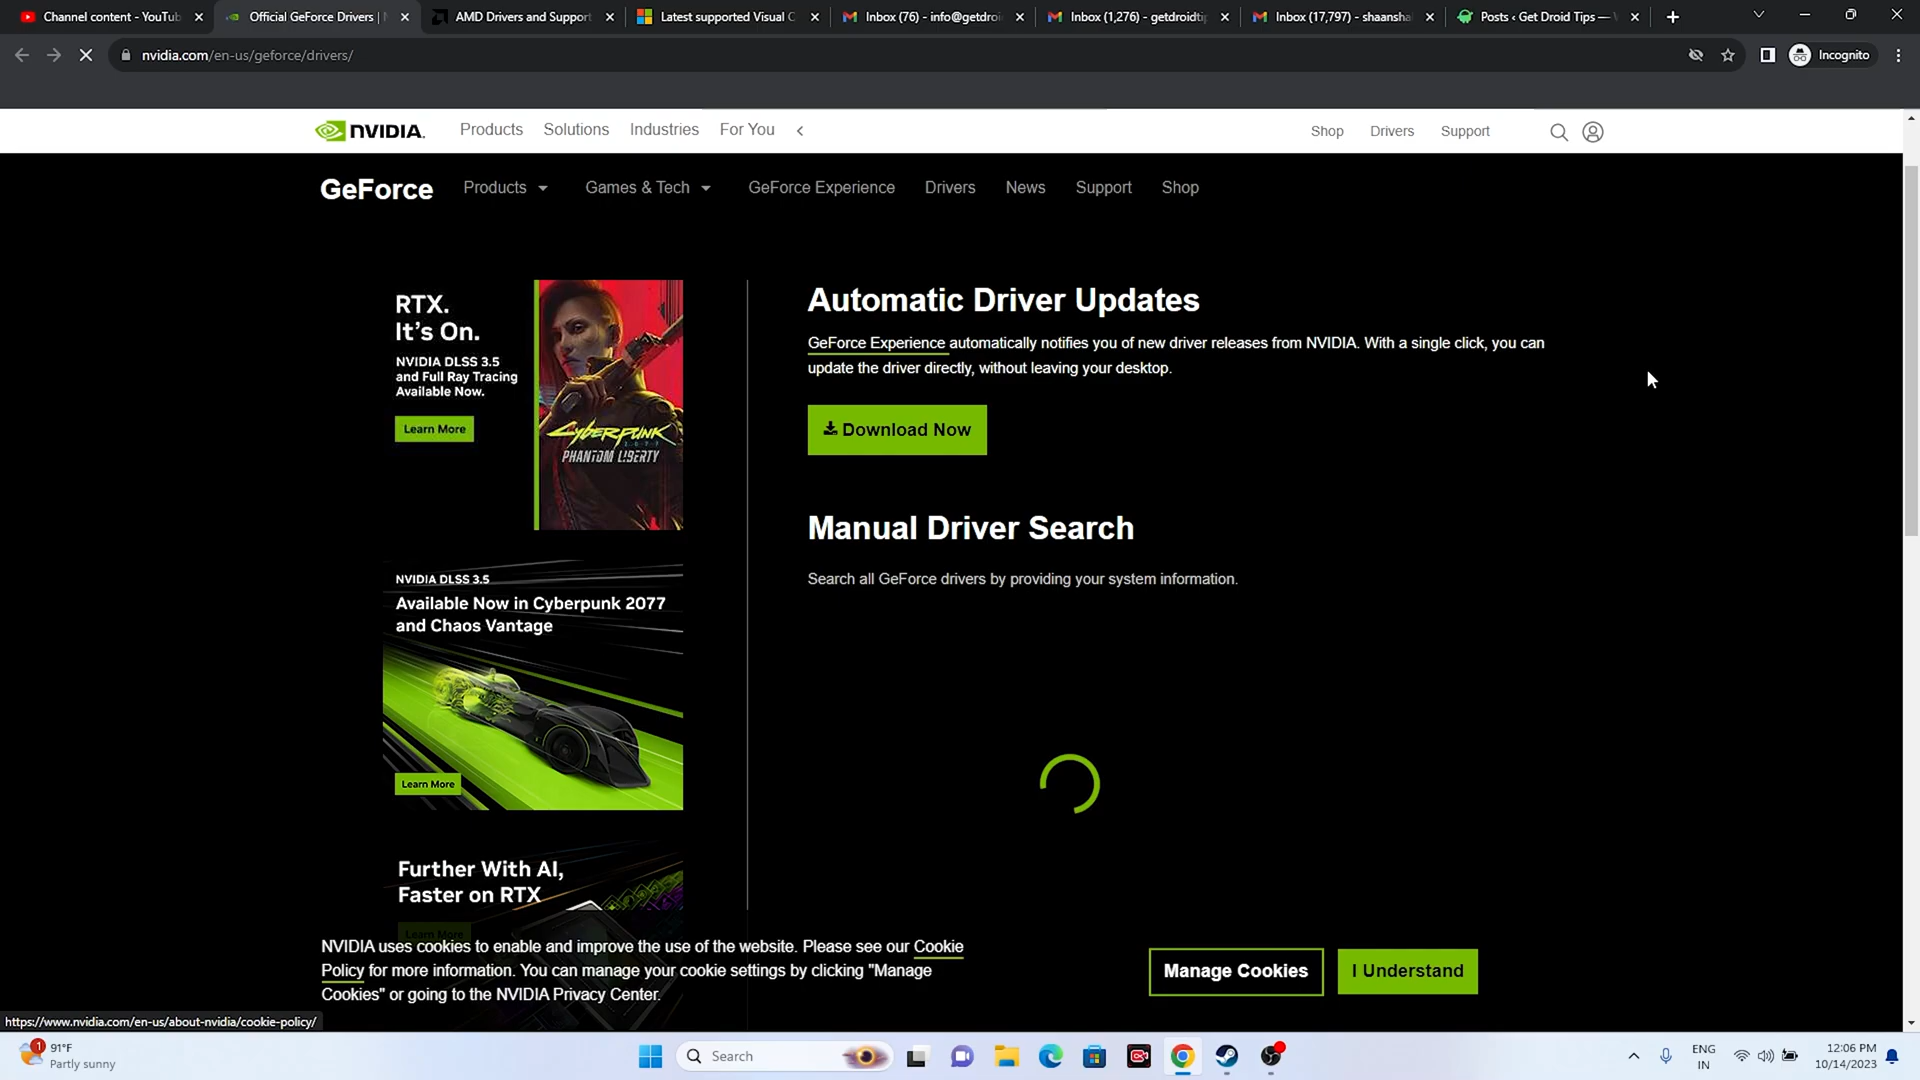 Channel content - YouTub
Official GeForce Drivers |
AMD Drivers and Support
Latest supported Visual C
Inbox (76) - info@getdroi
Inbox (1,276) - getdroidtip
Inbox (17,797) - shaansha
Posts ‹ Get Droid Tips —
nvidia.com/en-us/geforce/drivers/
Incognito
NVIDIA.
Products
Solutions
Industries
For You
Shop
Drivers
Support
GeForce
Products
Games & Tech
GeForce Experience
Drivers
News
Support
Shop
RTX.
It's On.
NVIDIA DLSS 3.5
and Full Ray Tracing
Available Now.
Learn More
Cyberpunk
2077
PHANTOM LIBERTY
Automatic Driver Updates
GeForce Experience automatically notifies you of new driver releases from NVIDIA. With a single click, you can
update the driver directly, without leaving your desktop.
Download Now
Manual Driver Search
Search all GeForce drivers by providing your system information.
NVIDIA DLSS 3.5
Available Now in Cyberpunk 2077
and Chaos Vantage
Learn More
Further With AI,
Faster on RTX
Learn More
NVIDIA uses cookies to enable and improve the use of the website. Please see our Cookie
Policy for more information. You can manage your cookie settings by clicking "Manage
Cookies" or going to the NVIDIA Privacy Center.
Manage Cookies
I Understand
https://www.nvidia.com/en-us/about-nvidia/cookie-policy/
1
91°F
Partly sunny
Search
ENG
IN
12:06 PM
10/14/2023